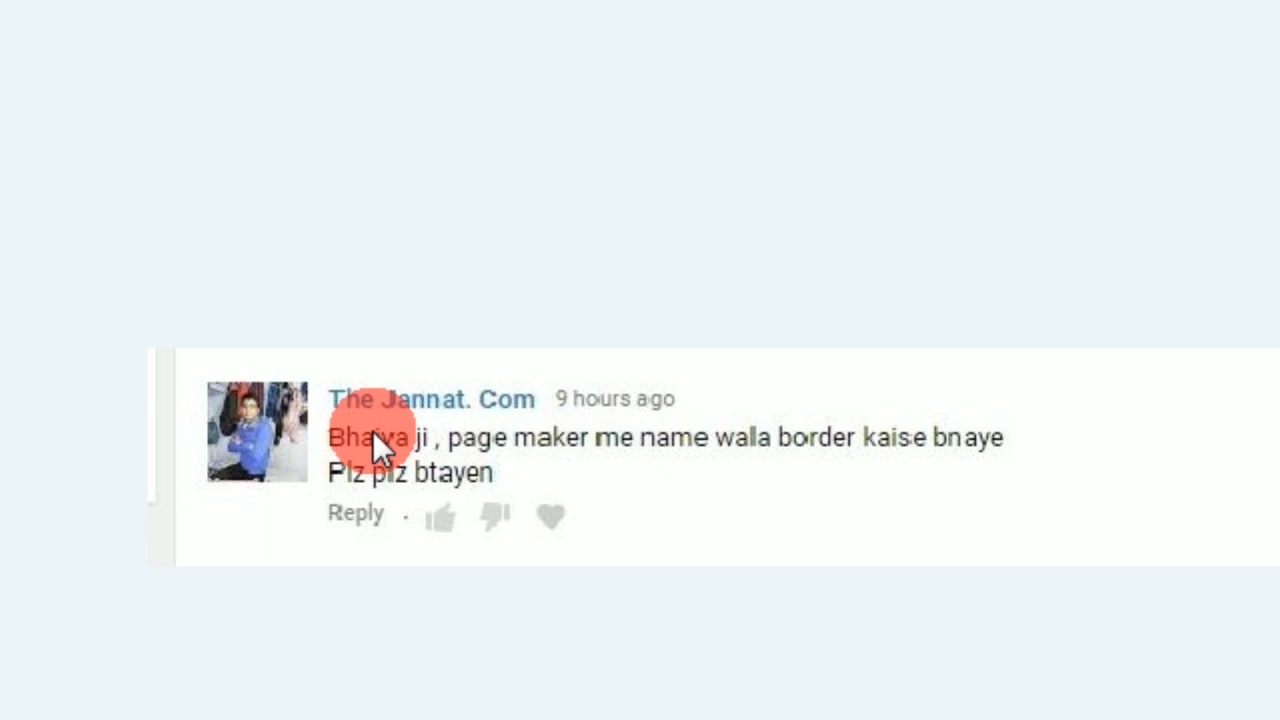 The Jannat. Com 9 hours ago
Bhaiya ji , page maker me name wala border kaise bnaye
Plz plz btayen
Reply .